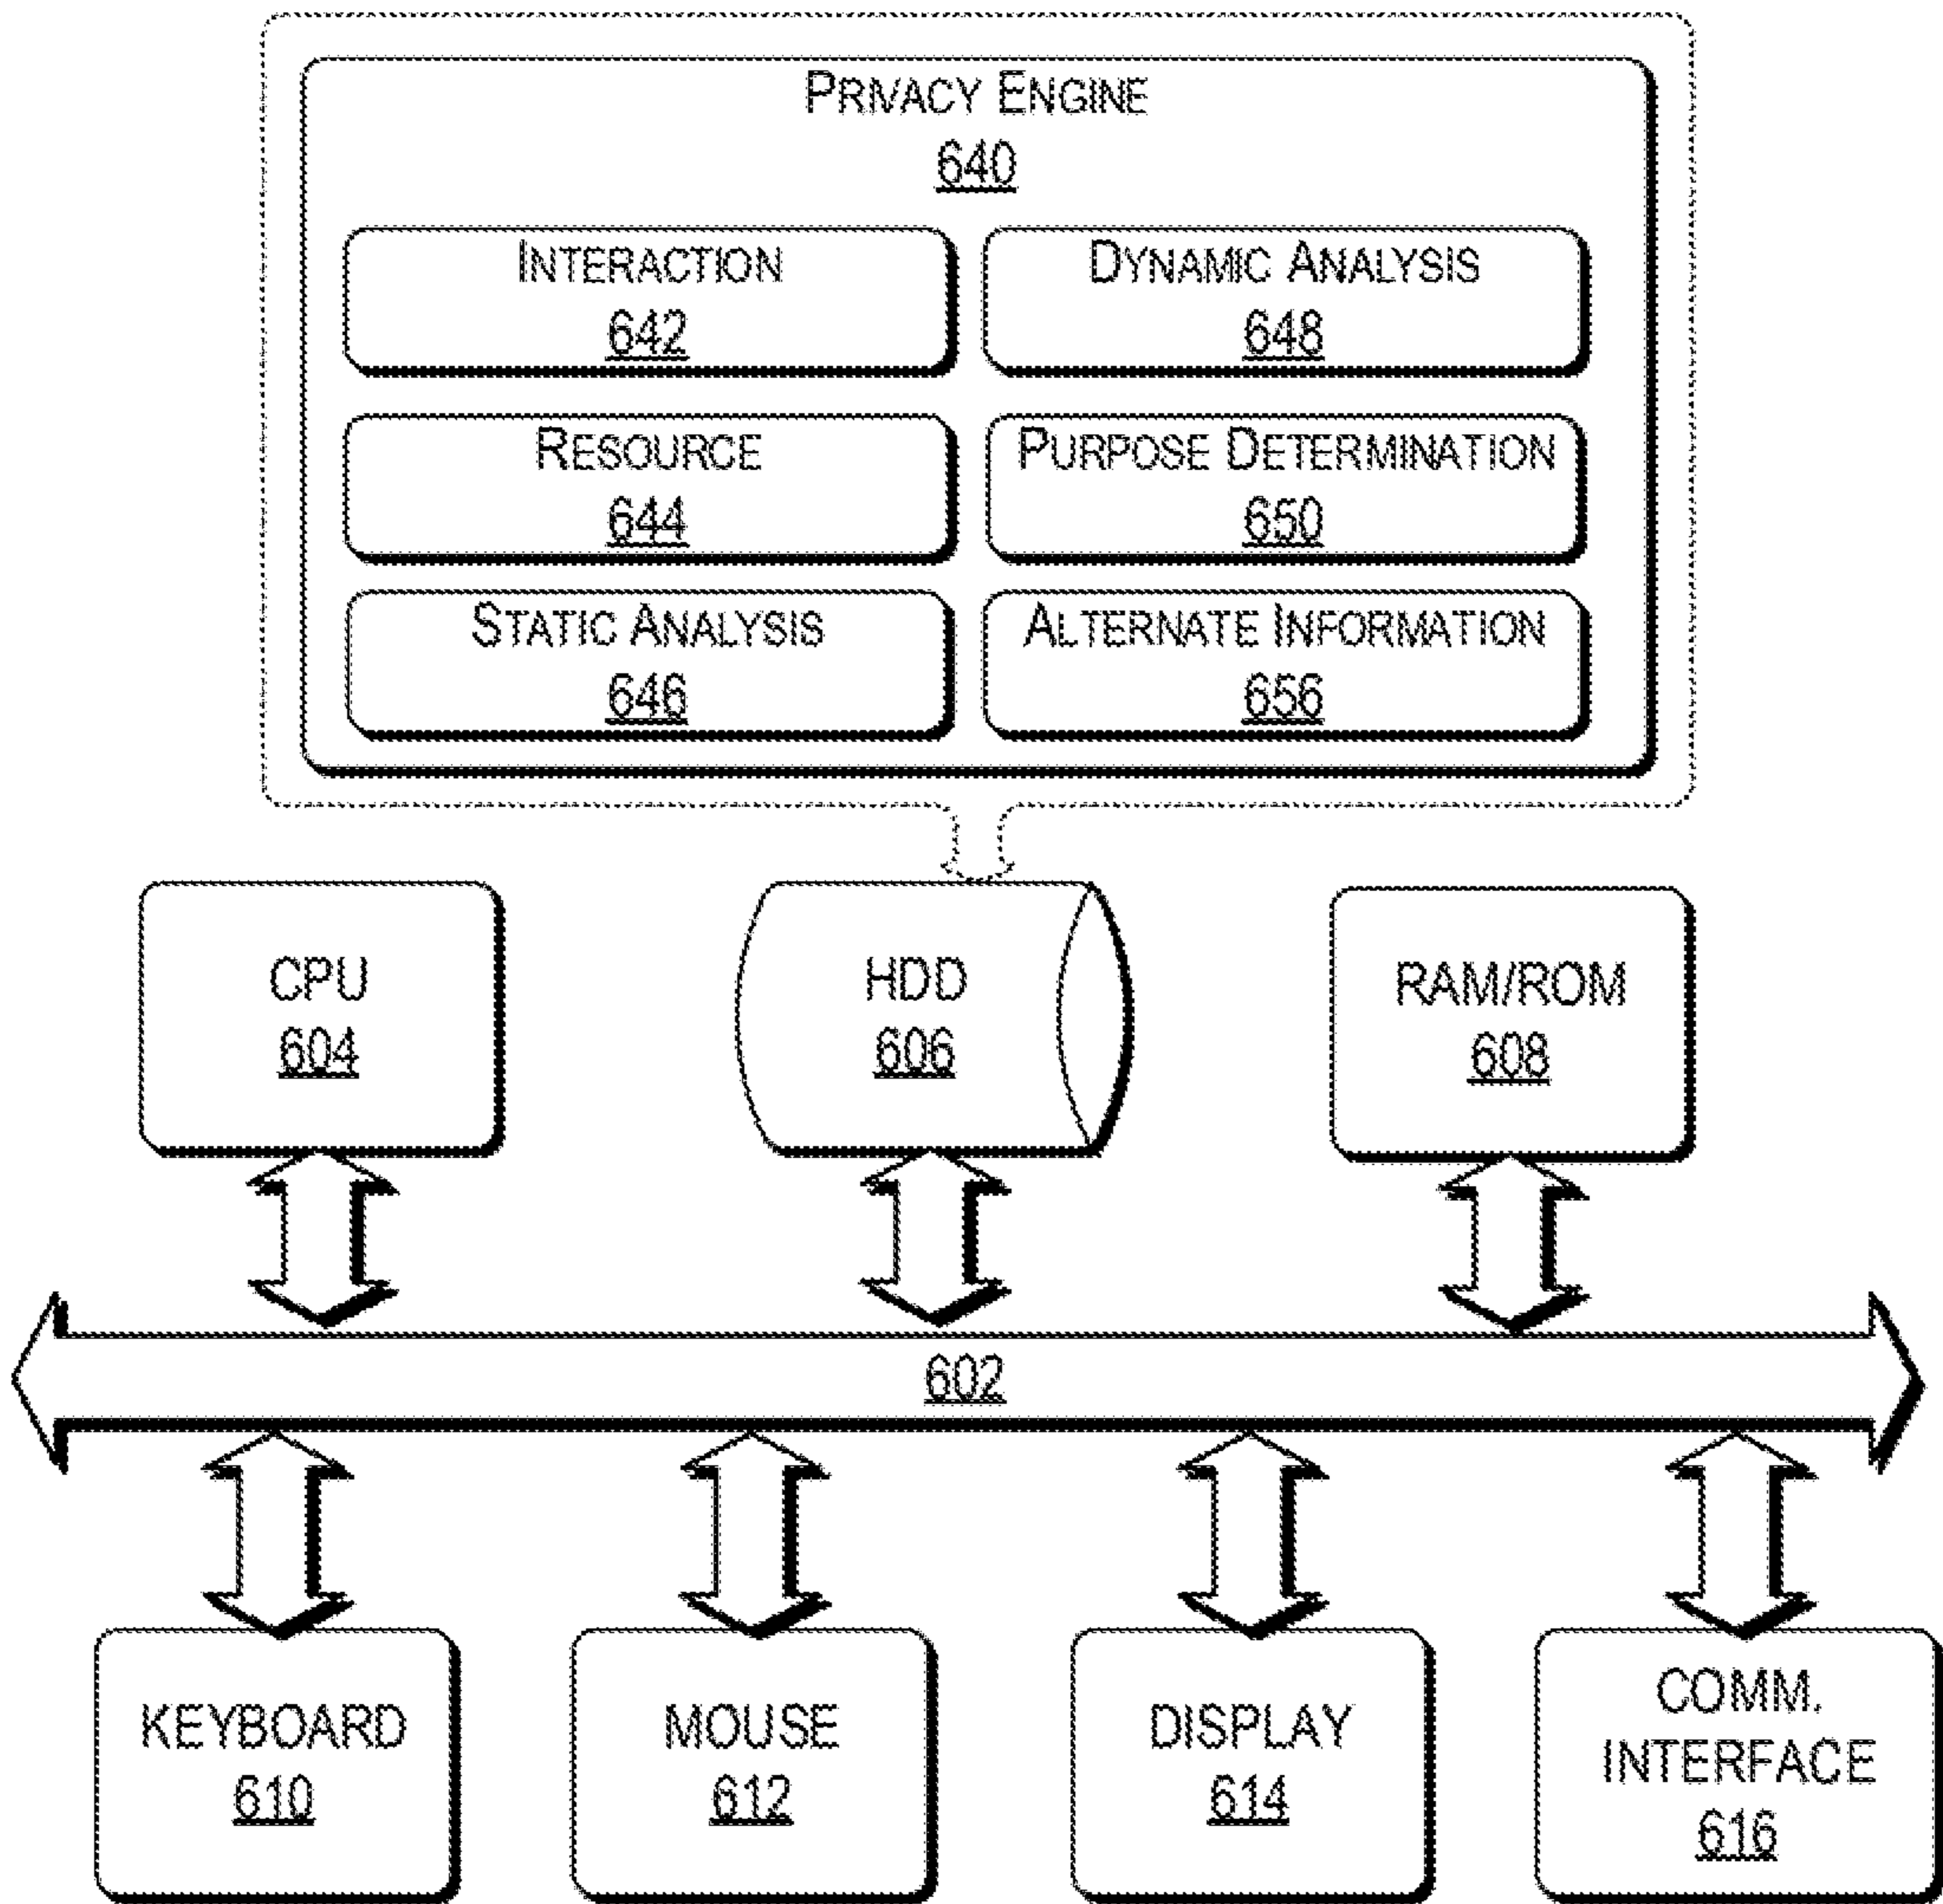 PRIVACY ENGINE
640
INTERACTION
642
DYNAMIC ANALYSIS
648
RESOURCE
644
PURPOSE DETERMINATION
650
STATIC ANALYSIS
646
ALTERNATE INFORMATION
656
CPU
604
HDD
606
RAM/ROM
608
602
KEYBOARD
610
MOUSE
612
DISPLAY
614
COMM.
INTERFACE
616